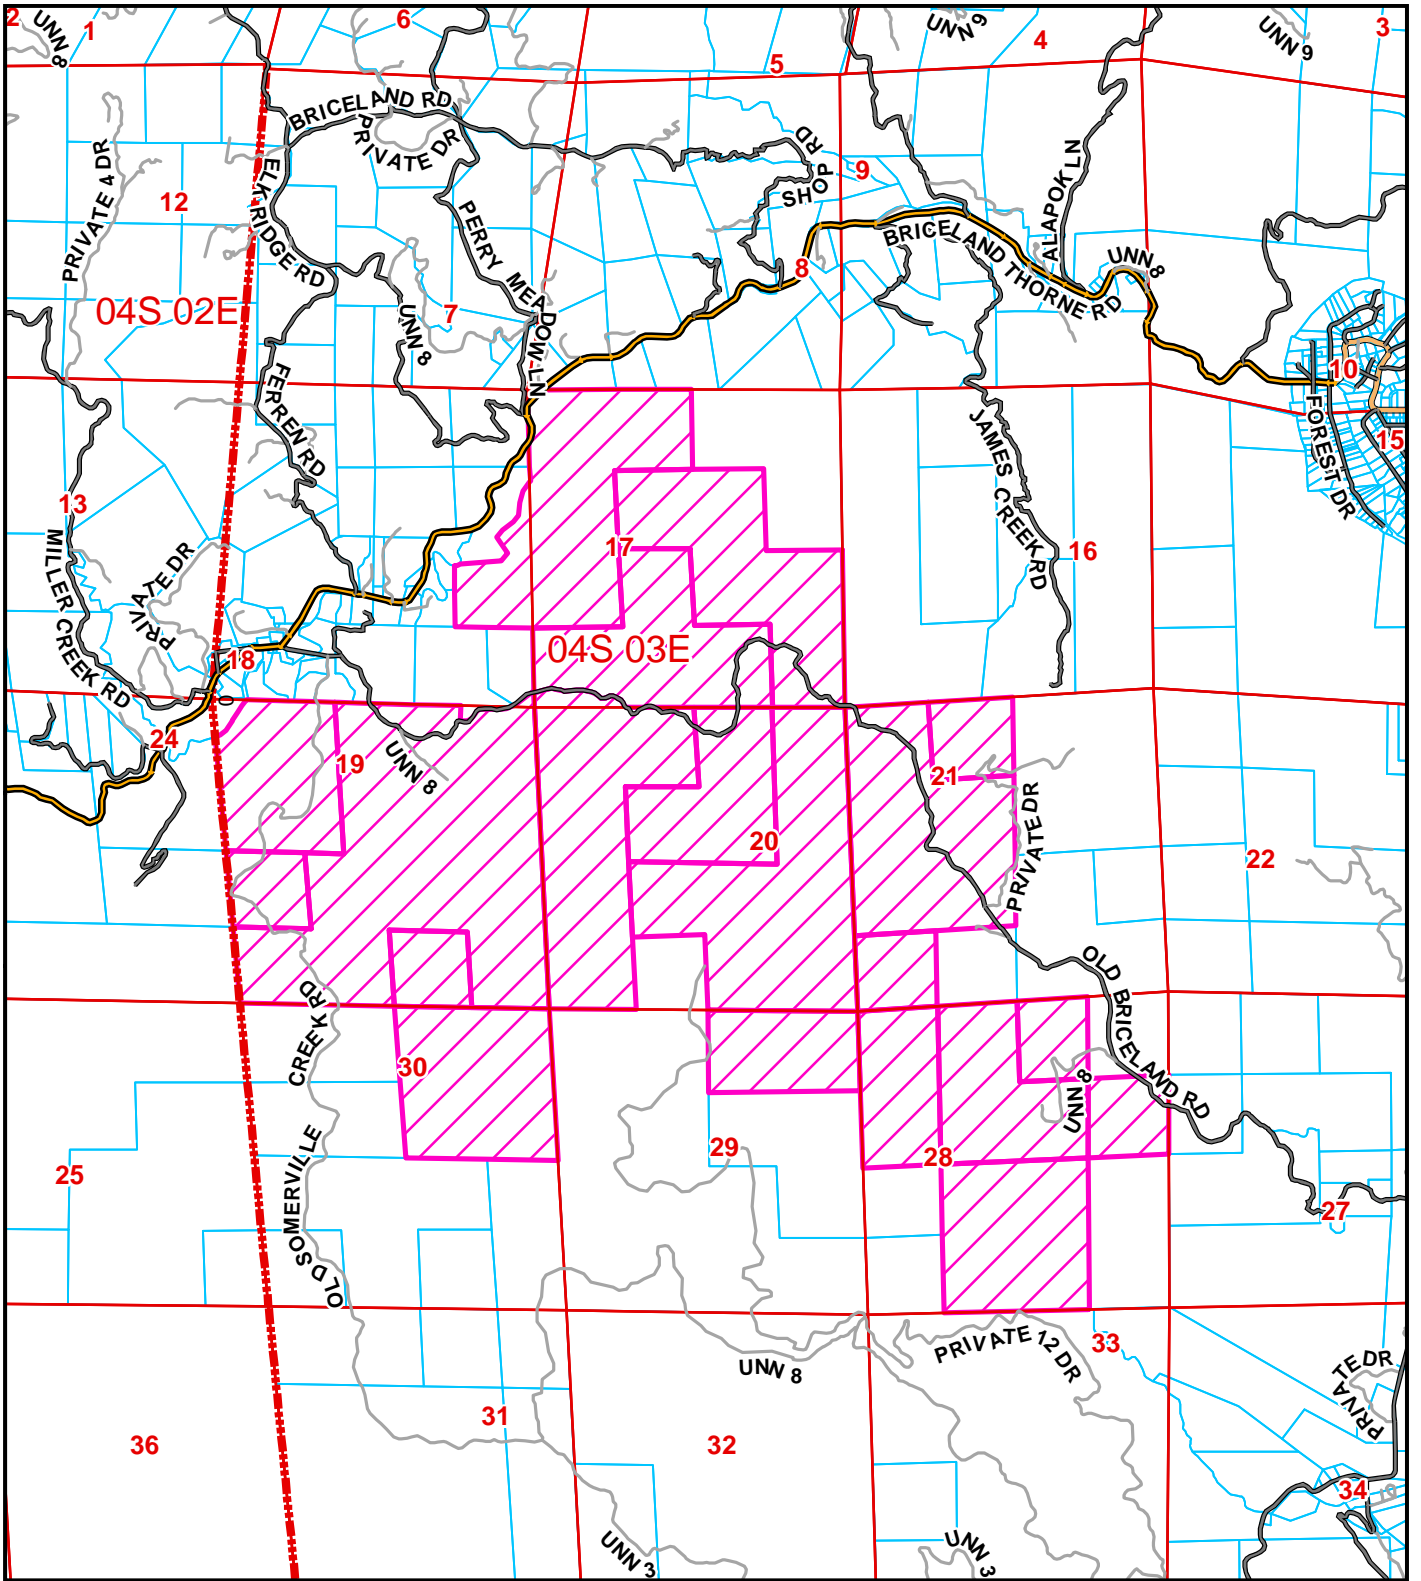 2
UNN 8
1
6
5
UNN 9
4
UNN 9
3
BRICELAND RD
PRIVATE DR
PRIVATE 4 DR
12
ELK RIDGE RD
PERRY MEADOW LN
SHOP RD
9
ALAPOK LN
BRICELAND THORNE RD
UNN 8
8
04S 02E
7
UNN 8
10
FERREN RD
FOREST DR
15
JAMES CREEK RD
13
17
16
MILLER CREEK RD
PRIVATE DR
18
04S 03E
24
19
UNN 8
21
PRIVATE DR
20
22
OLD BRICELAND RD
OLD SOMERVILLE CREEK RD
30
UNN 8
29
28
25
27
UNN 8
PRIVATE 12 DR
33
PRIVATE DR
31
36
32
34
UNN 3
UNN 3